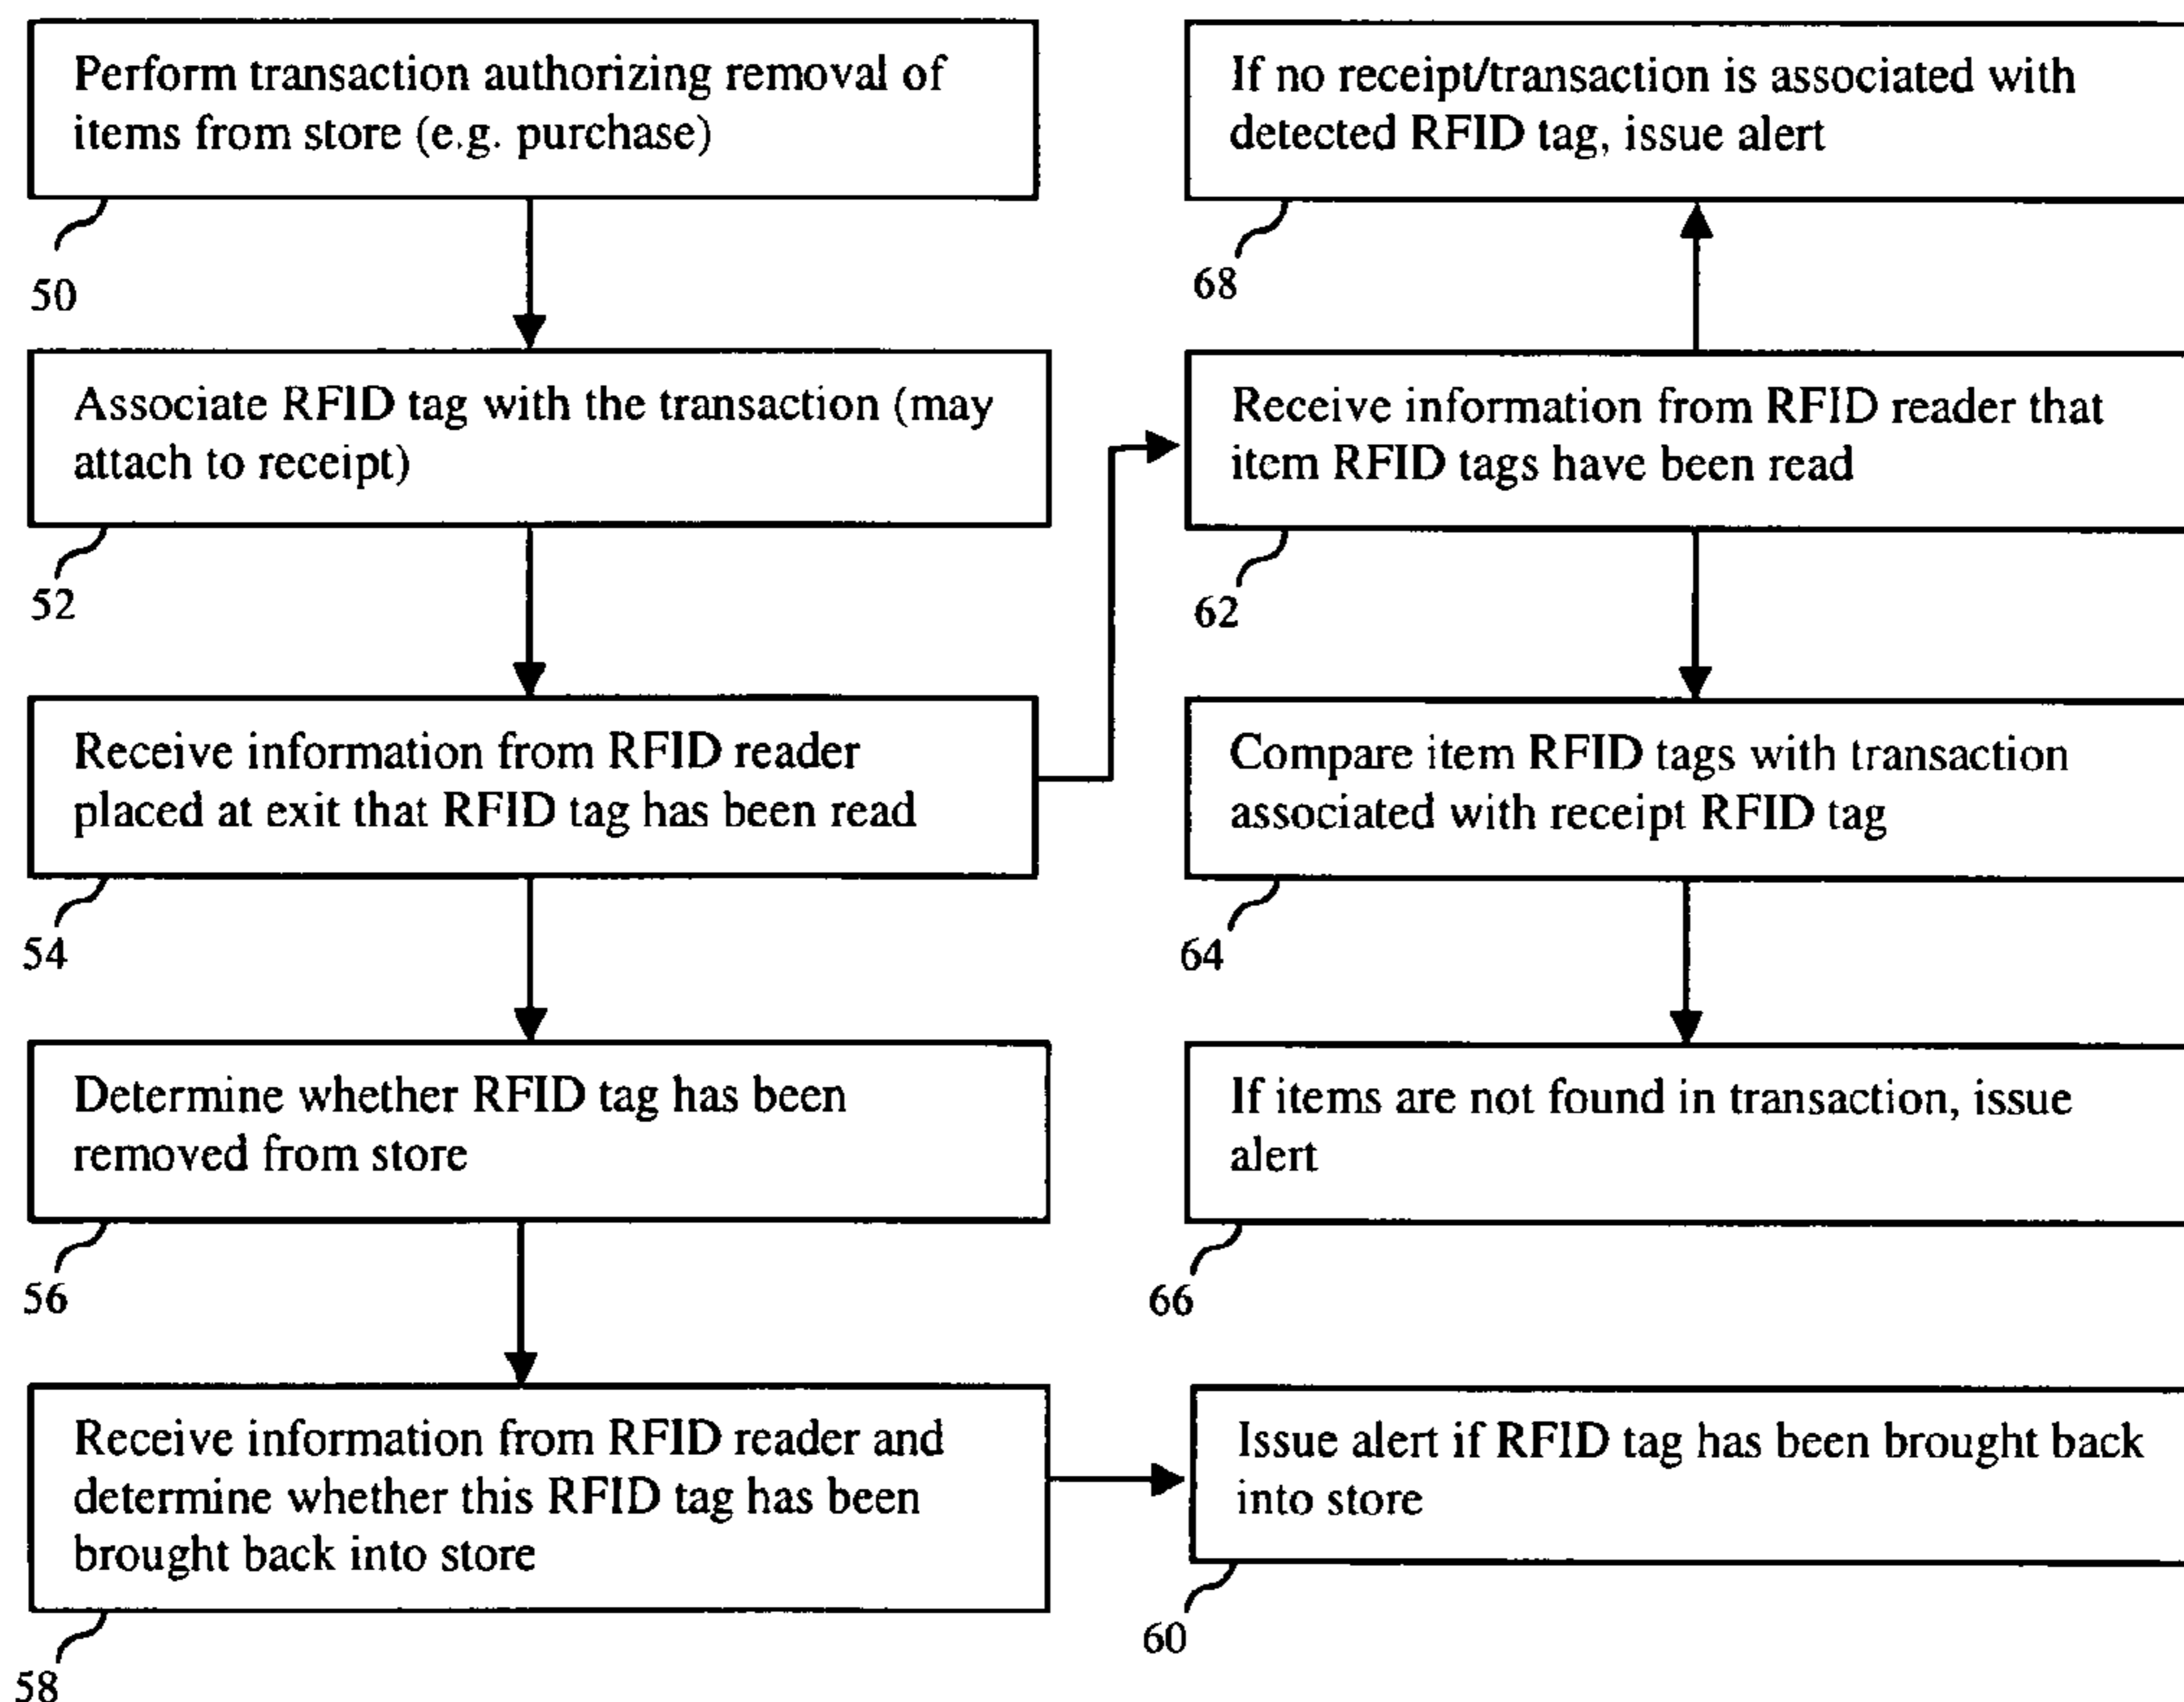 Perform transaction authorizing removal of
items from store (e.g. purchase)
50
Associate RFID tag with the transaction (may
attach to receipt)
52
Receive information from RFID reader
placed at exit that RFID tag has been read
54
Determine whether RFID tag has been
removed from store
56
Receive information from RFID reader and
determine whether this RFID tag has been
brought back into store
58
If no receipt/transaction is associated with
detected RFID tag, issue alert
68
Receive information from RFID reader that
item RFID tags have been read
62
Compare item RFID tags with transaction
associated with receipt RFID tag
64
If items are not found in transaction, issue
alert
66
Issue alert if RFID tag has been brought back
into store
60